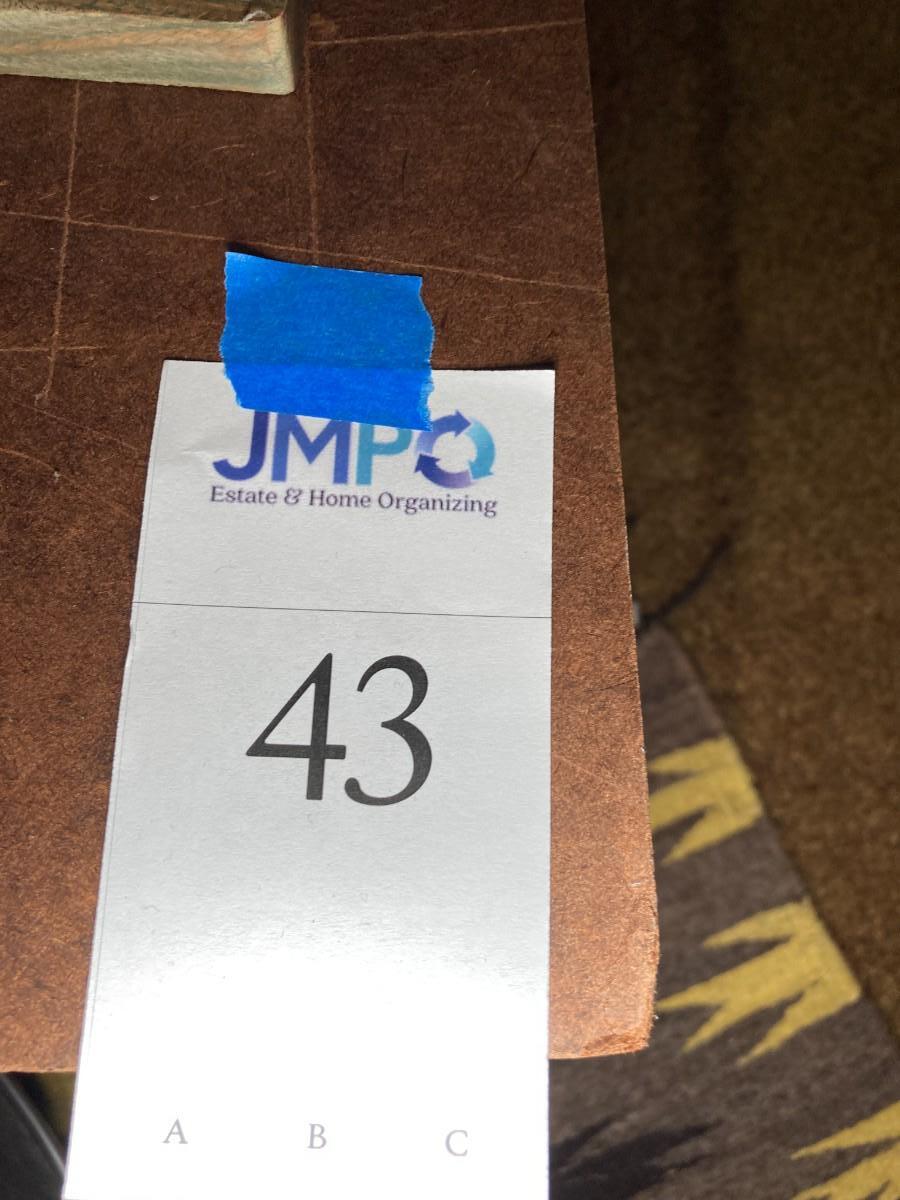 JMPO
Estate & Home Organizing
43
A B C